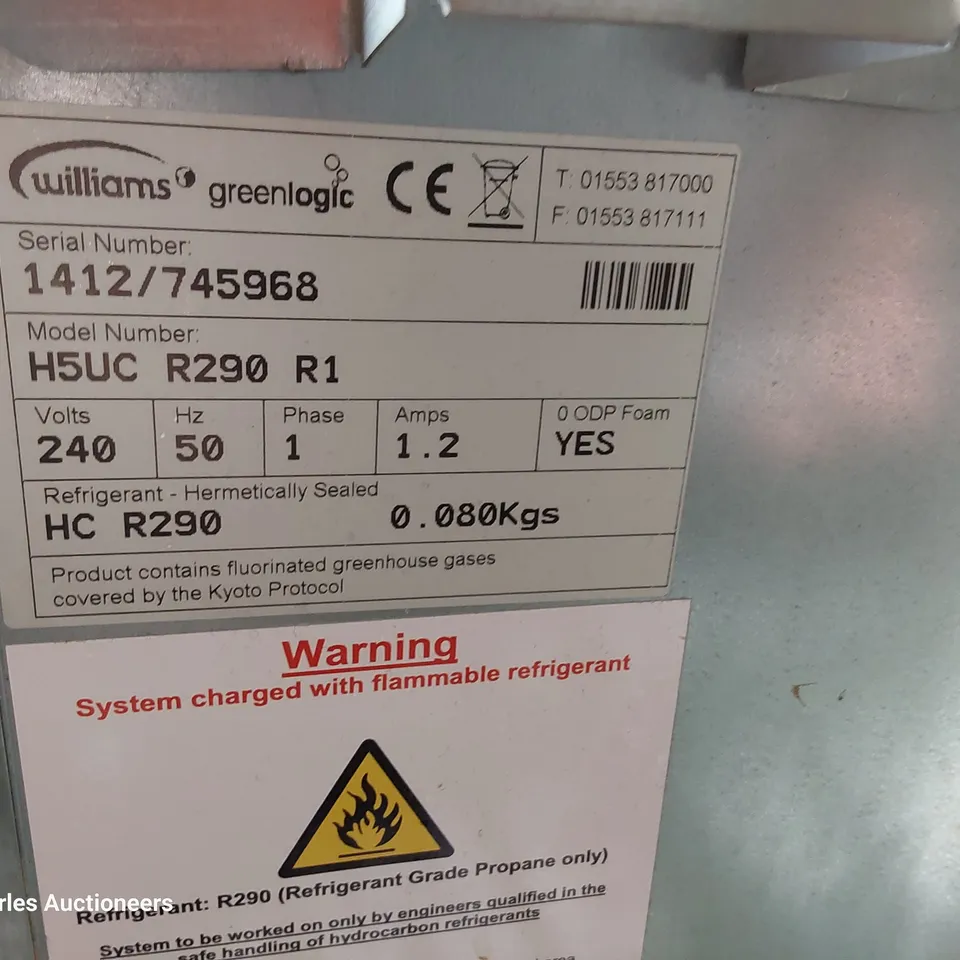 williams greenlogic CE
T: 01553 817000
F: 01553 817111
Serial Number:
1412/745968
Model Number:
H5UC R290 R1
Volts Hz Phase Amps 0 ODP Foam
240 50 1 1.2 YES
Refrigerant - Hermetically Sealed
HC R290 0.080Kgs
Product contains fluorinated greenhouse gases
covered by the Kyoto Protocol
Warning
System charged with flammable refrigerant
Refrigerant: R290 (Refrigerant Grade Propane only)
rles Auctioneers
System to be worked on only by engineers qualified in the
safe handling of hydrocarbon refrigerants